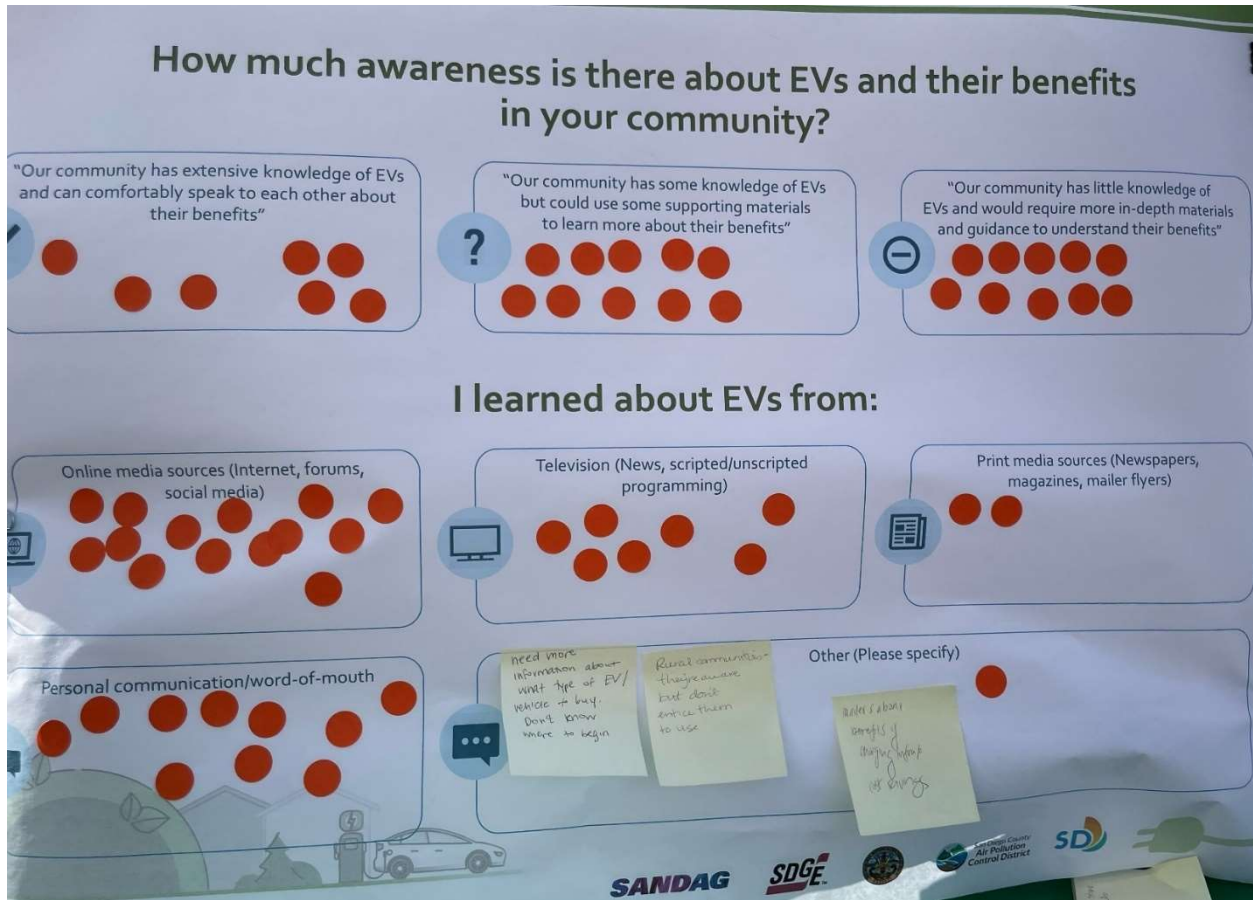 How much awareness is there about EVs and their benefits
in your community?
"Our community has extensive knowledge of EVs
and can comfortably speak to each other about
their benefits"
?
"Our community has some knowledge of EVs
but could use some supporting materials
to learn more about their benefits"
"Our community has little knowledge of
EVs and would require more in-depth materials
and guidance to understand their benefits"
I learned about EVs from:
Online media sources (Internet, forums,
social media)
Television (News, scripted/unscripted
programming)
Print media sources (Newspapers,
magazines, mailer flyers)
Personal communication/word-of-mouth
Other (Please specify)
need more
information about
what type of EV/
vehicle to buy.
Don't know
where to begin
Rural communities
they're aware
but don't
entice them
to use
about
benefits of
charging
SANDAG
SDGE
San Diego County
Air Pollution
Control District
SD